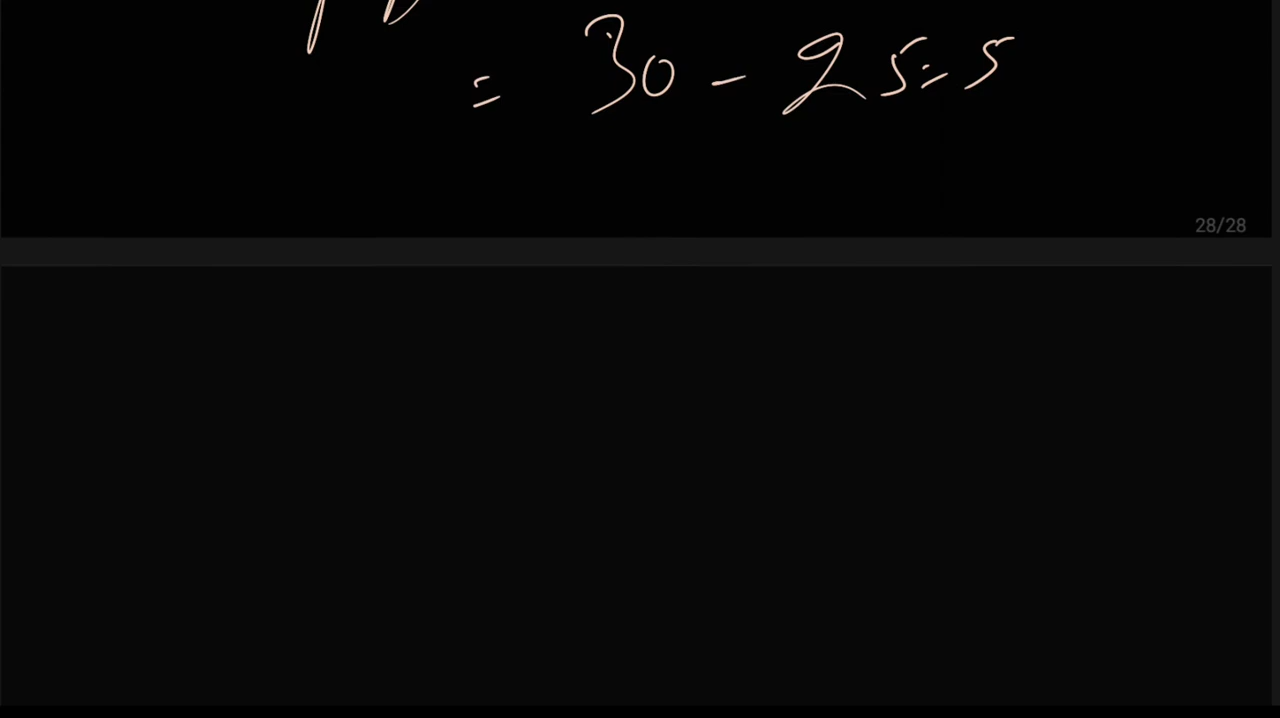 = 30 - 25 = 5
28/28